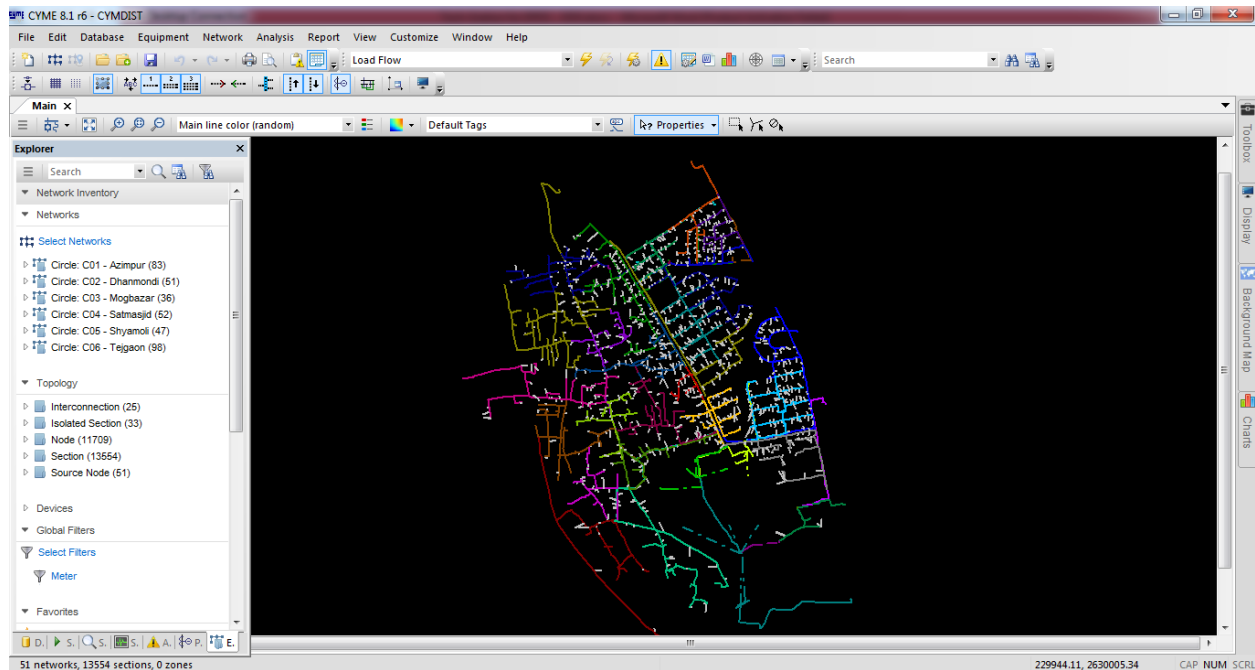 CYME 8.1 r6 - CYMDIST
File Edit Database Equipment Network Analysis Report View Customize Window Help
Load Flow Search
Main X
Main line color (random) Default Tags Properties
Explorer
Search
Network Inventory
Networks
Select Networks
Circle: C01 - Azimpur (83)
Circle: C02 - Dhanmondi (51)
Circle: C03 - Mogbazar (36)
Circle: C04 - Satmasjid (52)
Circle: C05 - Shyamoli (47)
Circle: C06 - Tejgaon (98)
Topology
Interconnection (25)
Isolated Section (33)
Node (11709)
Section (13554)
Source Node (51)
Devices
Global Filters
Select Filters
Meter
Favorites
D. S. S. S. A. P. E.
51 networks, 13554 sections, 0 zones
229944.11, 2630005.34 CAP NUM SCRL
Toolbox
Display
Background Map
Charts